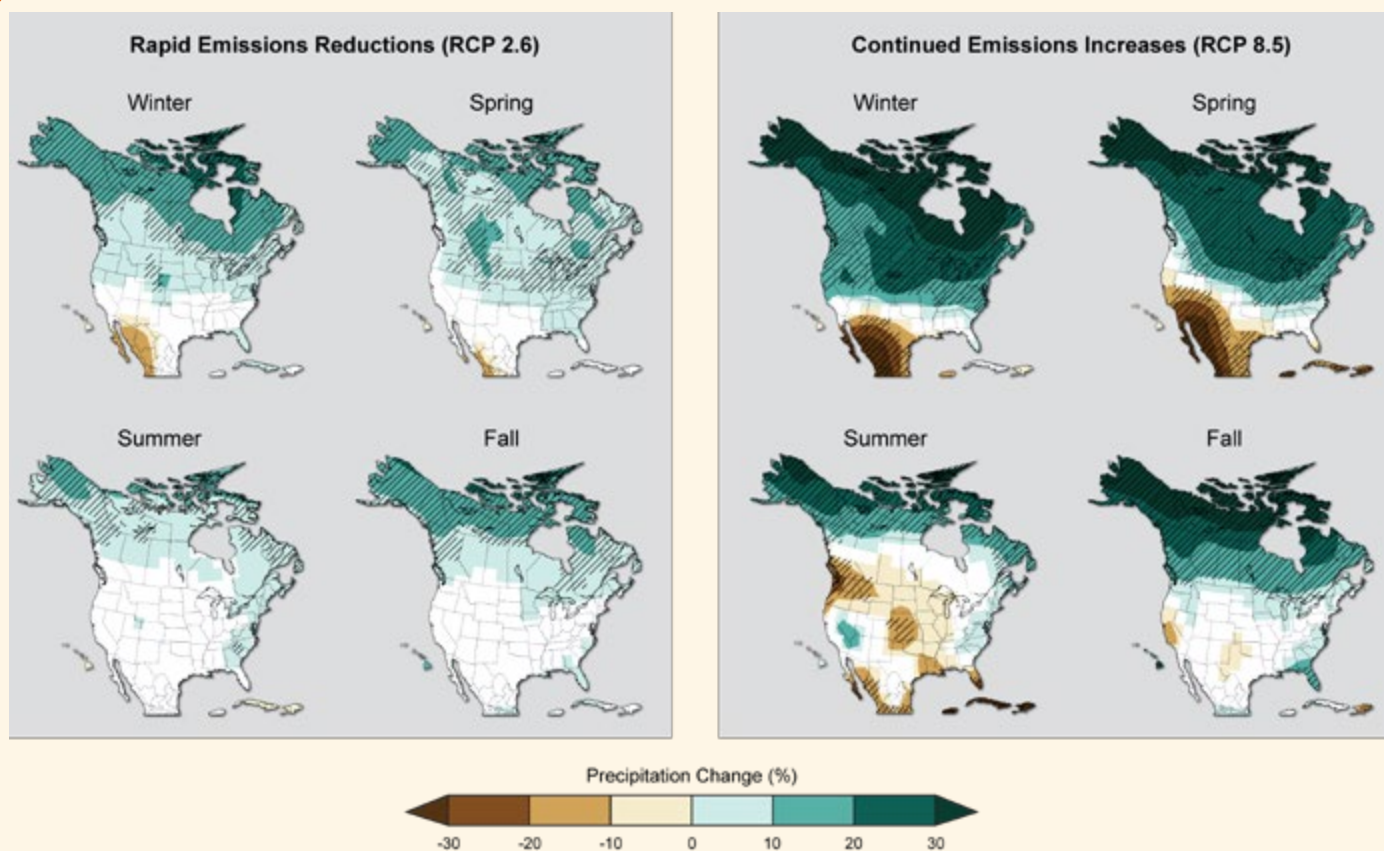 Rapid Emissions Reductions (RCP 2.6)
Winter
Spring
Summer
Fall
Continued Emissions Increases (RCP 8.5)
Winter
Spring
Summer
Fall
Precipitation Change (%)
-30 -20 -10 0 10 20 30